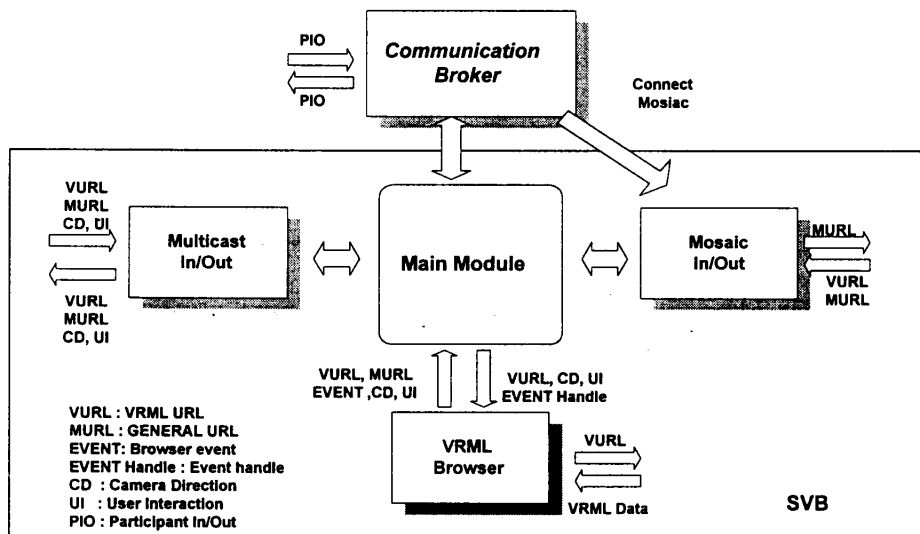 PIO
PIO
Communication
Broker
Connect
Mosiac
VURL
MURL
CD, UI
Multicast
In/Out
VURL
MURL
CD, UI
Main Module
Mosaic
In/Out
MURL
VURL
MURL
VURL, MURL
EVENT ,CD, UI
VURL, CD, UI
EVENT Handle
VRML
Browser
VURL
VRML Data
VURL : VRML URL
MURL : GENERAL URL
EVENT: Browser event
EVENT Handle : Event handle
CD : Camera Direction
UI : User Interaction
PIO : Participant In/Out
SVB